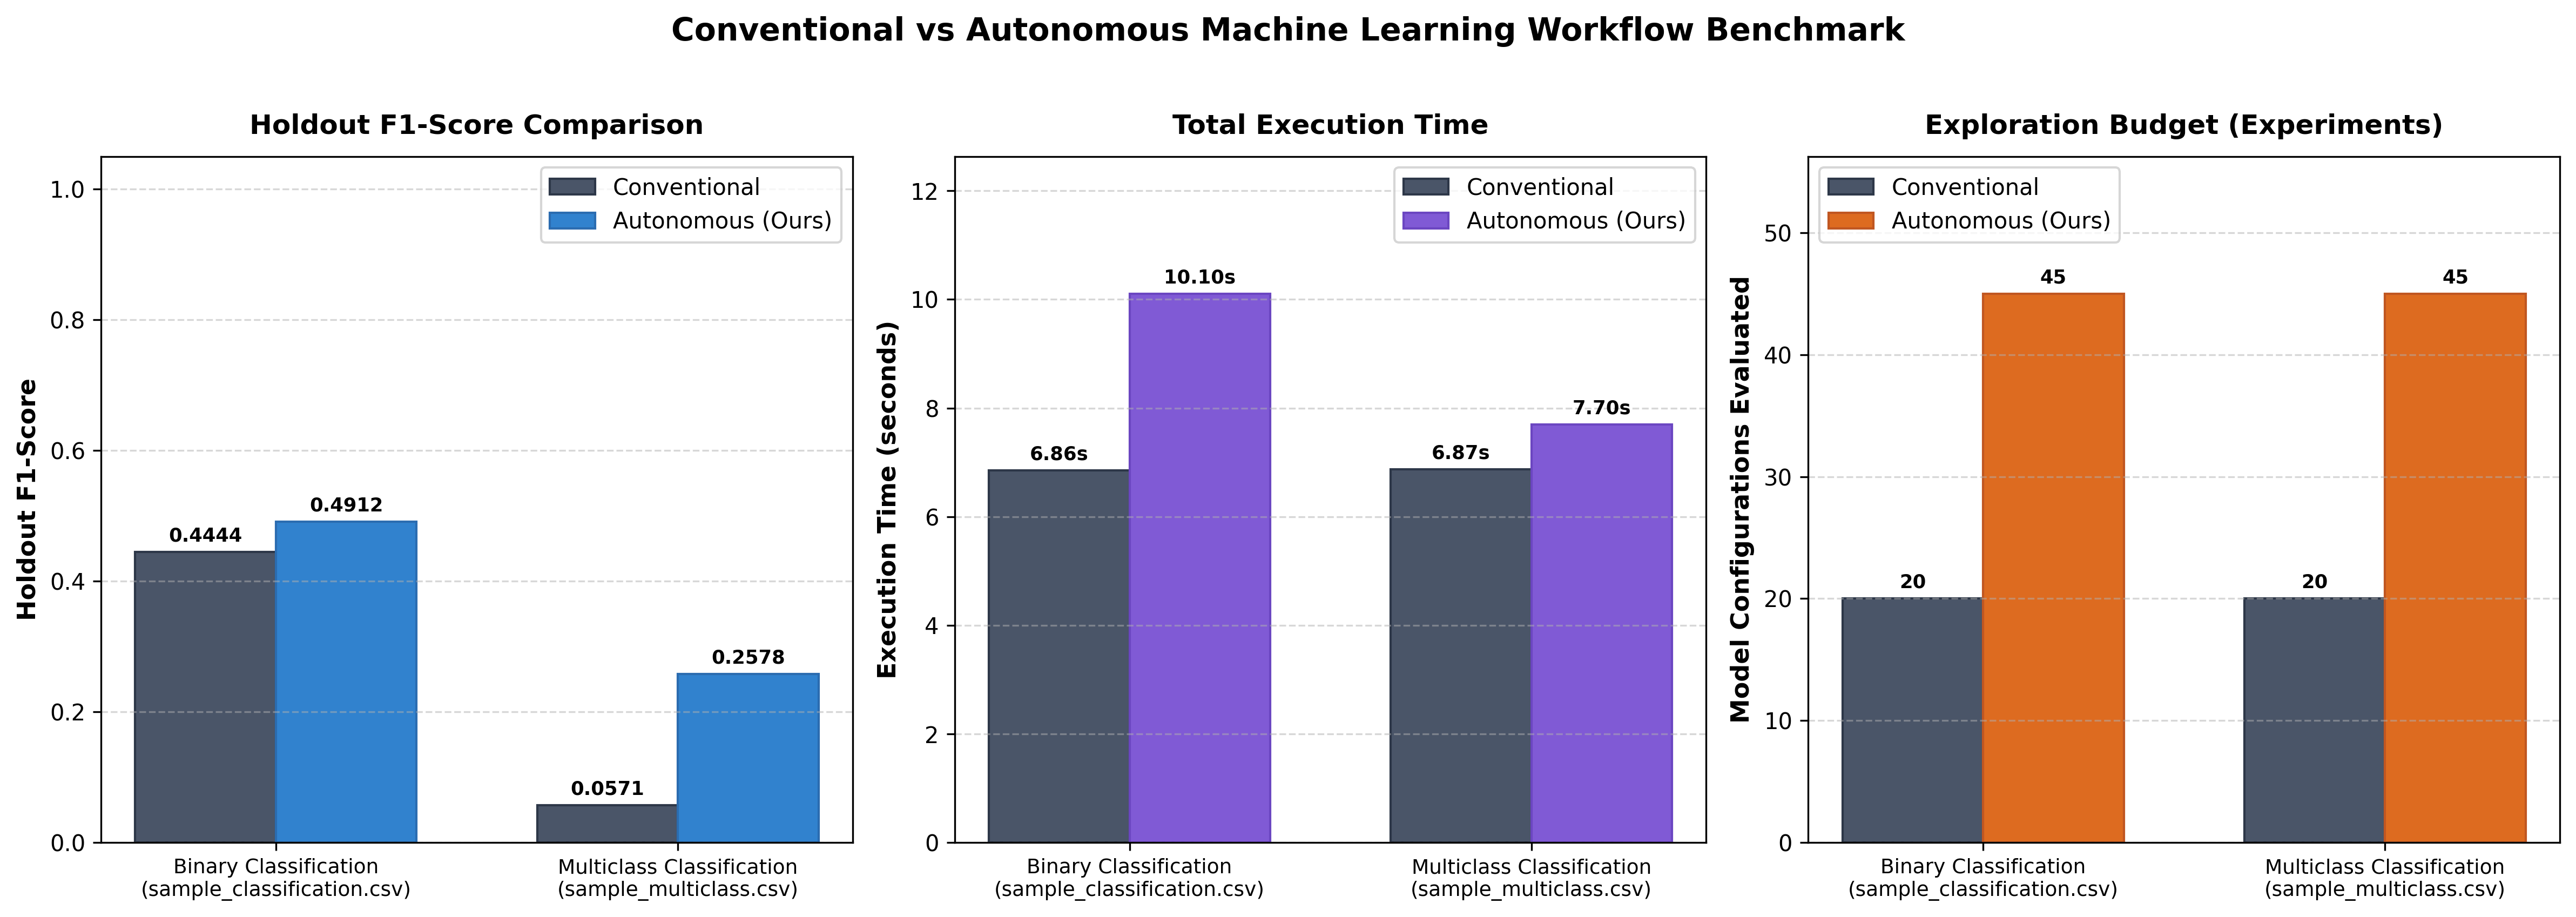 Conventional vs Autonomous Machine Learning Workflow Benchmark
Holdout F1-Score Comparison
Holdout F1-Score
1.0
0.8
0.6
0.4
0.2
0.0
Conventional
Autonomous (Ours)
0.4444
0.4912
0.0571
0.2578
Binary Classification
(sample_classification.csv)
Multiclass Classification
(sample_multiclass.csv)
Total Execution Time
Execution Time (seconds)
12
10
8
6
4
2
0
Conventional
Autonomous (Ours)
6.86s
10.10s
6.87s
7.70s
Binary Classification
(sample_classification.csv)
Multiclass Classification
(sample_multiclass.csv)
Exploration Budget (Experiments)
Model Configurations Evaluated
50
40
30
20
10
0
Conventional
Autonomous (Ours)
20
45
20
45
Binary Classification
(sample_classification.csv)
Multiclass Classification
(sample_multiclass.csv)